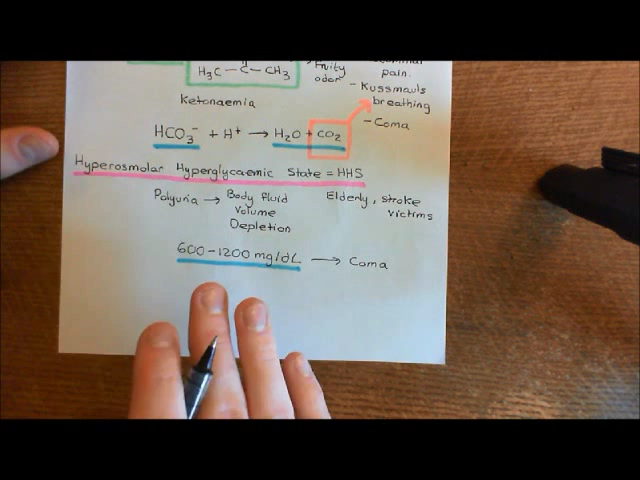 H₃C - C - CH₃
Fruity
odor
pain.
- Kussmauls
breathing
- Coma
Ketonaemia
HCO₃⁻ + H⁺ → H₂O + CO₂
Hyperosmolar Hyperglycaemic State = HHS
Polyuria → Body fluid
Volume
Depletion
Elderly, stroke
victims
600-1200 mg/dL → Coma